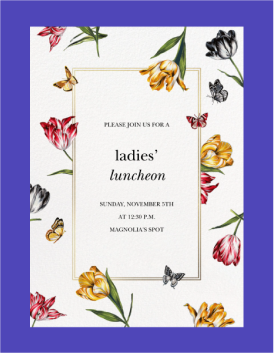 PLEASE JOIN US FOR A
ladies’
luncheon
SUNDAY, NOVEMBER 5TH
AT 12:30 P.M.
MAGNOLIA'S SPOT